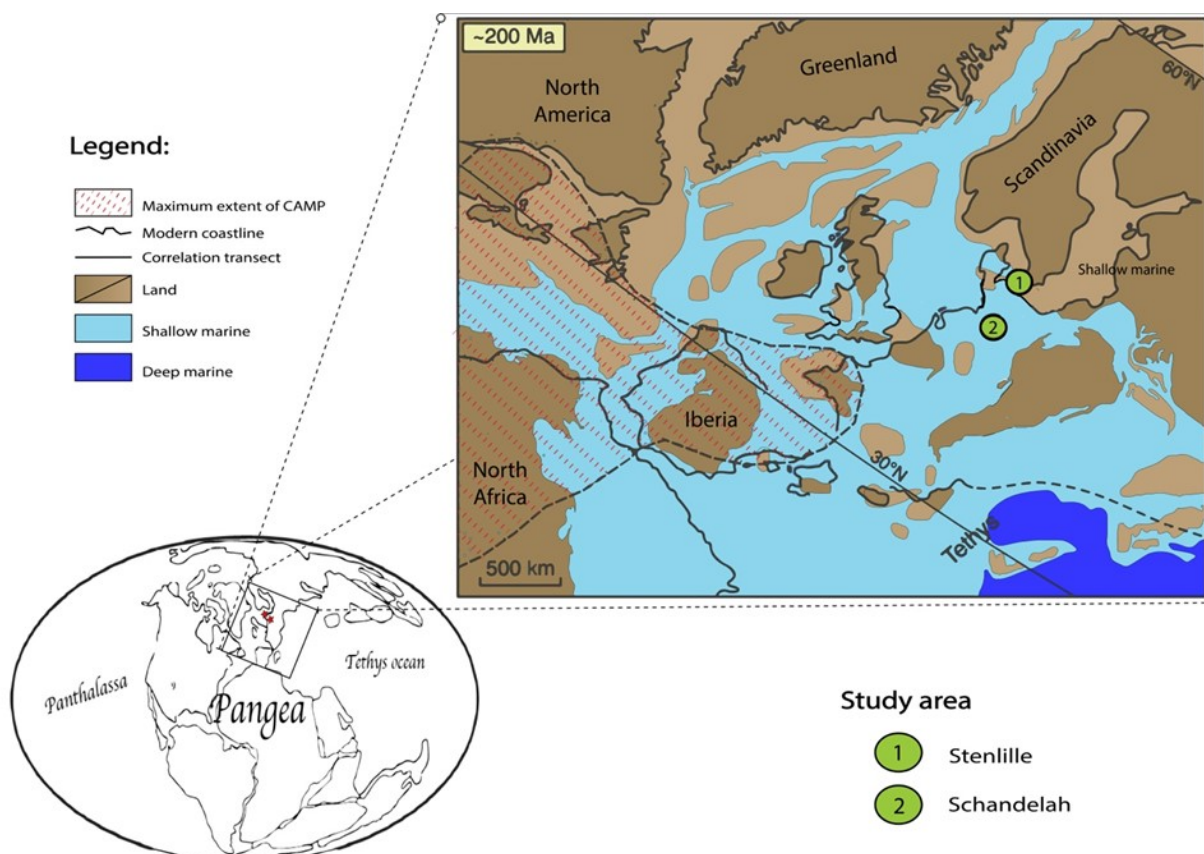 ~200 Ma
Greenland
60°N
North
America
Scandinavia
Legend:
Maximum extent of CAMP
Modern coastline
Correlation transect
Land
Shallow marine
Deep marine
Shallow marine
1
2
Iberia
30°N
North
Africa
Tethys
500 km
Panthalassa
Pangea
Tethys ocean
Study area
1 Stenlille
2 Schandelah